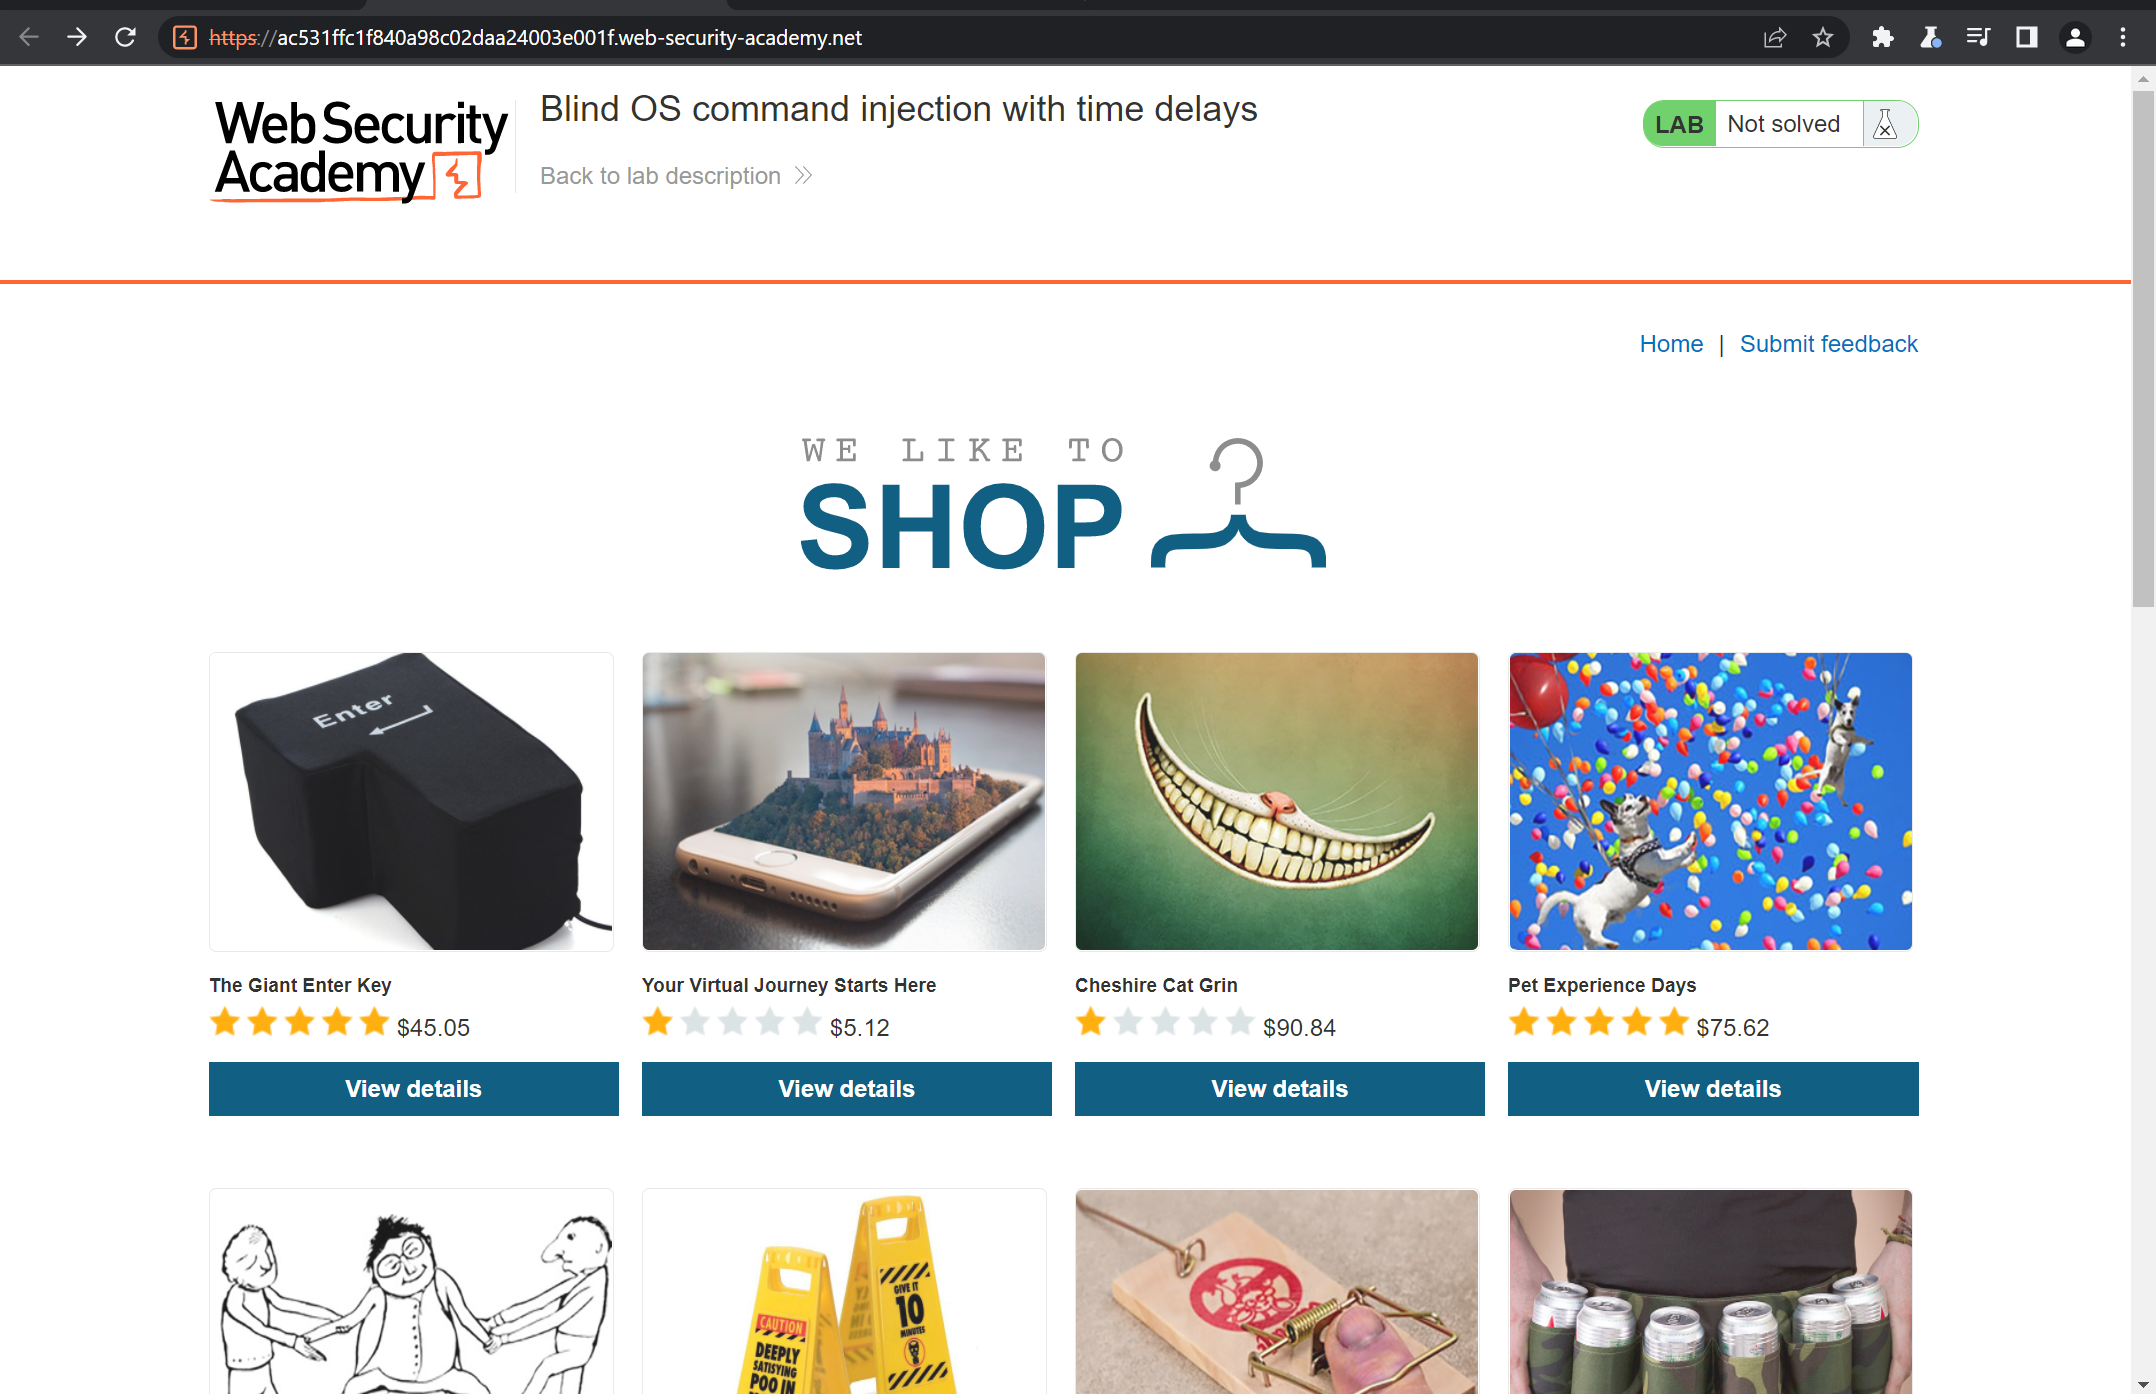 https://ac531ffc1f840a98c02daa24003e001f.web-security-academy.net
Web Security
Academy
Blind OS command injection with time delays
Back to lab description
LAB Not solved
Home | Submit feedback
WE LIKE TO
SHOP
Enter
The Giant Enter Key
$45.05
View details
Your Virtual Journey Starts Here
$5.12
View details
Cheshire Cat Grin
$90.84
View details
Pet Experience Days
$75.62
View details
CAUTION
DEEPLY
SATISFYING
POO IN
GIVE IT
10
MINUTES